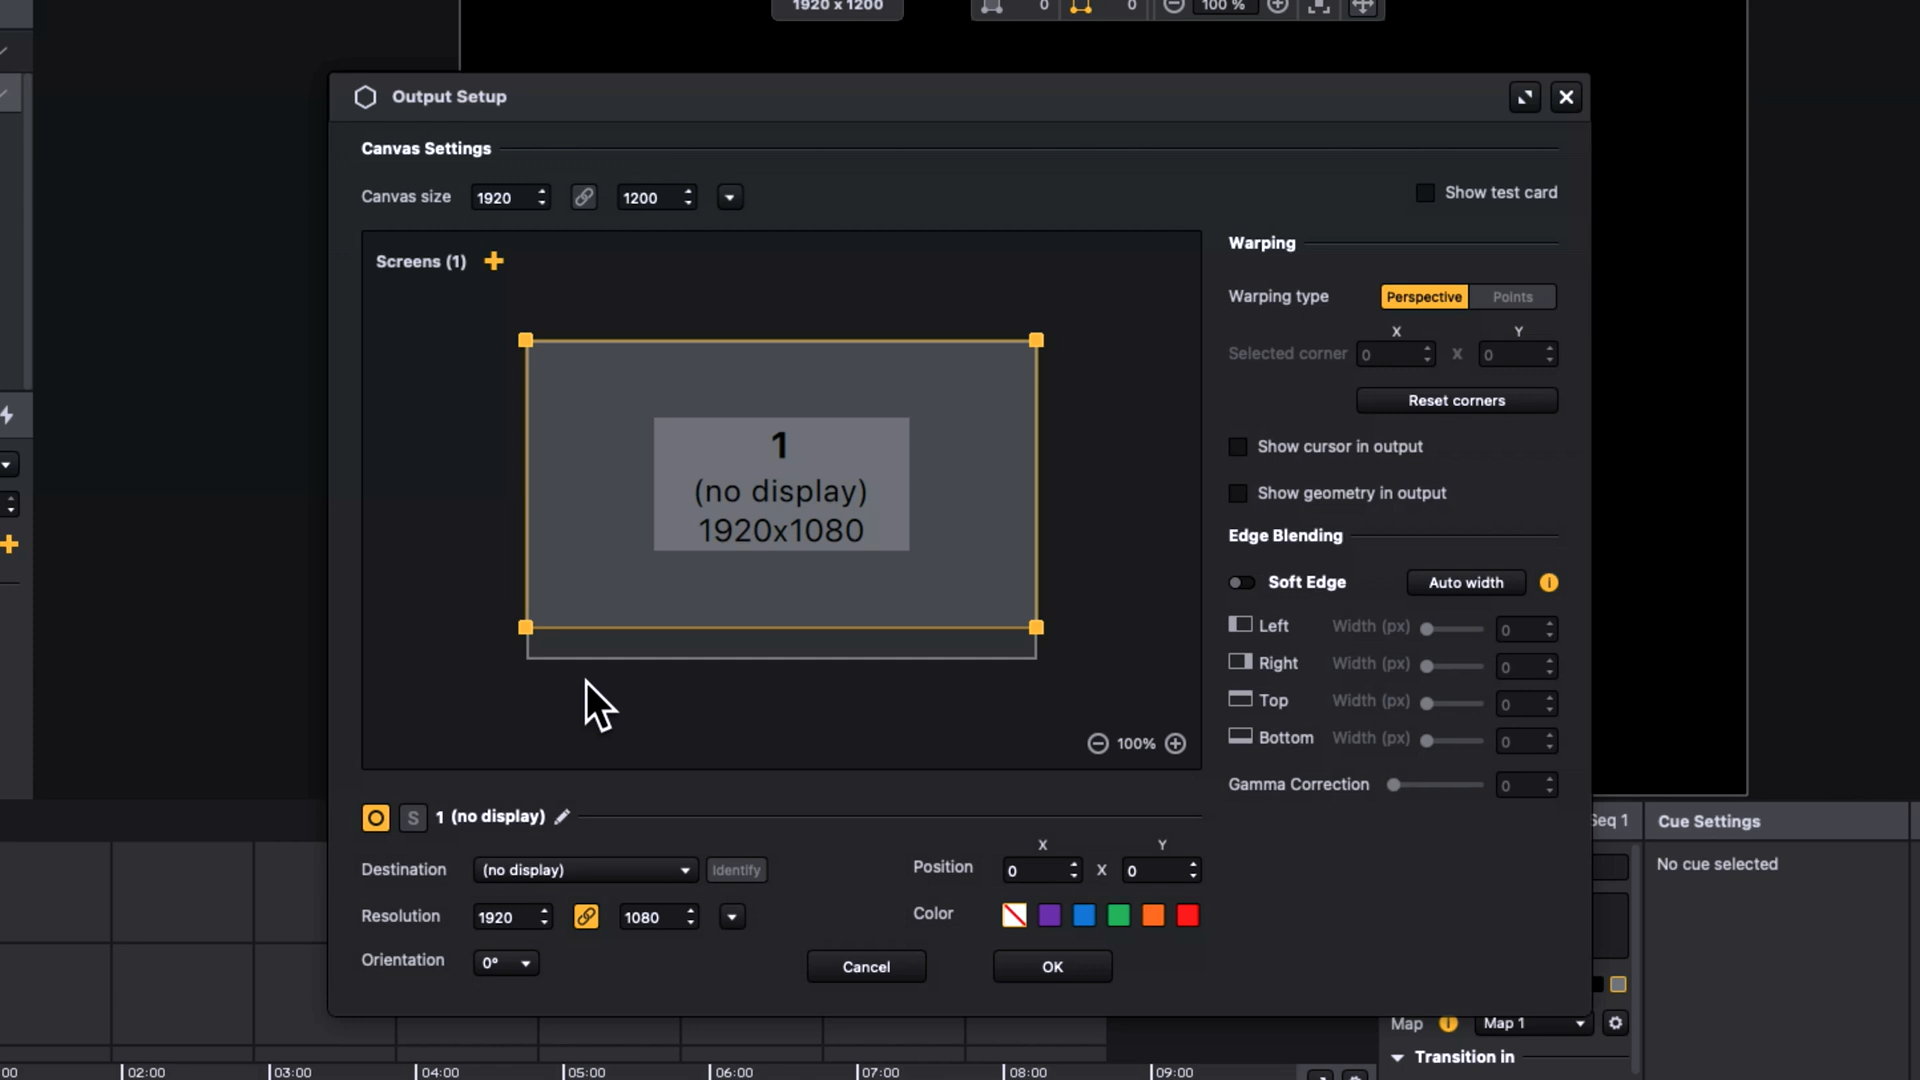 1920 x 1200 0 0 100 %
Output Setup
Canvas Settings
Canvas size 1920 1200 Show test card
Screens (1)
1
(no display)
1920x1080
100%
Warping
Warping type Perspective Points
X Y
Selected corner 0 X 0
Reset corners
Show cursor in output
Show geometry in output
Edge Blending
Soft Edge Auto width
Left Width (px) 0
Right Width (px) 0
Top Width (px) 0
Bottom Width (px) 0
Gamma Correction 0
S 1 (no display)
X Y
Destination (no display) Identify Position 0 X 0
Resolution 1920 1080 Color
Orientation 0°
Cancel OK
Seq 1 Cue Settings
No cue selected
Map Map 1
Transition in
00 02:00 03:00 04:00 05:00 06:00 07:00 08:00 09:00